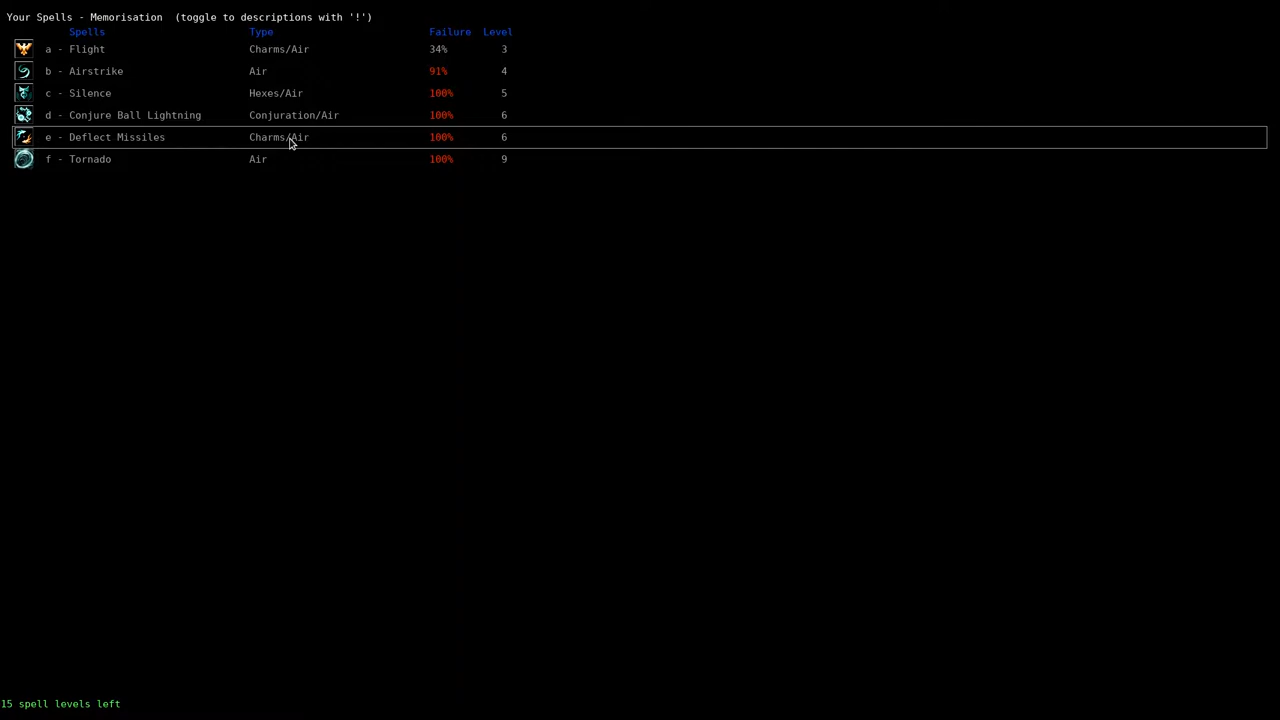 Your Spells - Memorisation  (toggle to descriptions with '!')
Spells Type Failure Level
a - Flight Charms/Air 34% 3
b - Airstrike Air 91% 4
c - Silence Hexes/Air 100% 5
d - Conjure Ball Lightning Conjuration/Air 100% 6
e - Deflect Missiles Charms/Air 100% 6
f - Tornado Air 100% 9
15 spell levels left